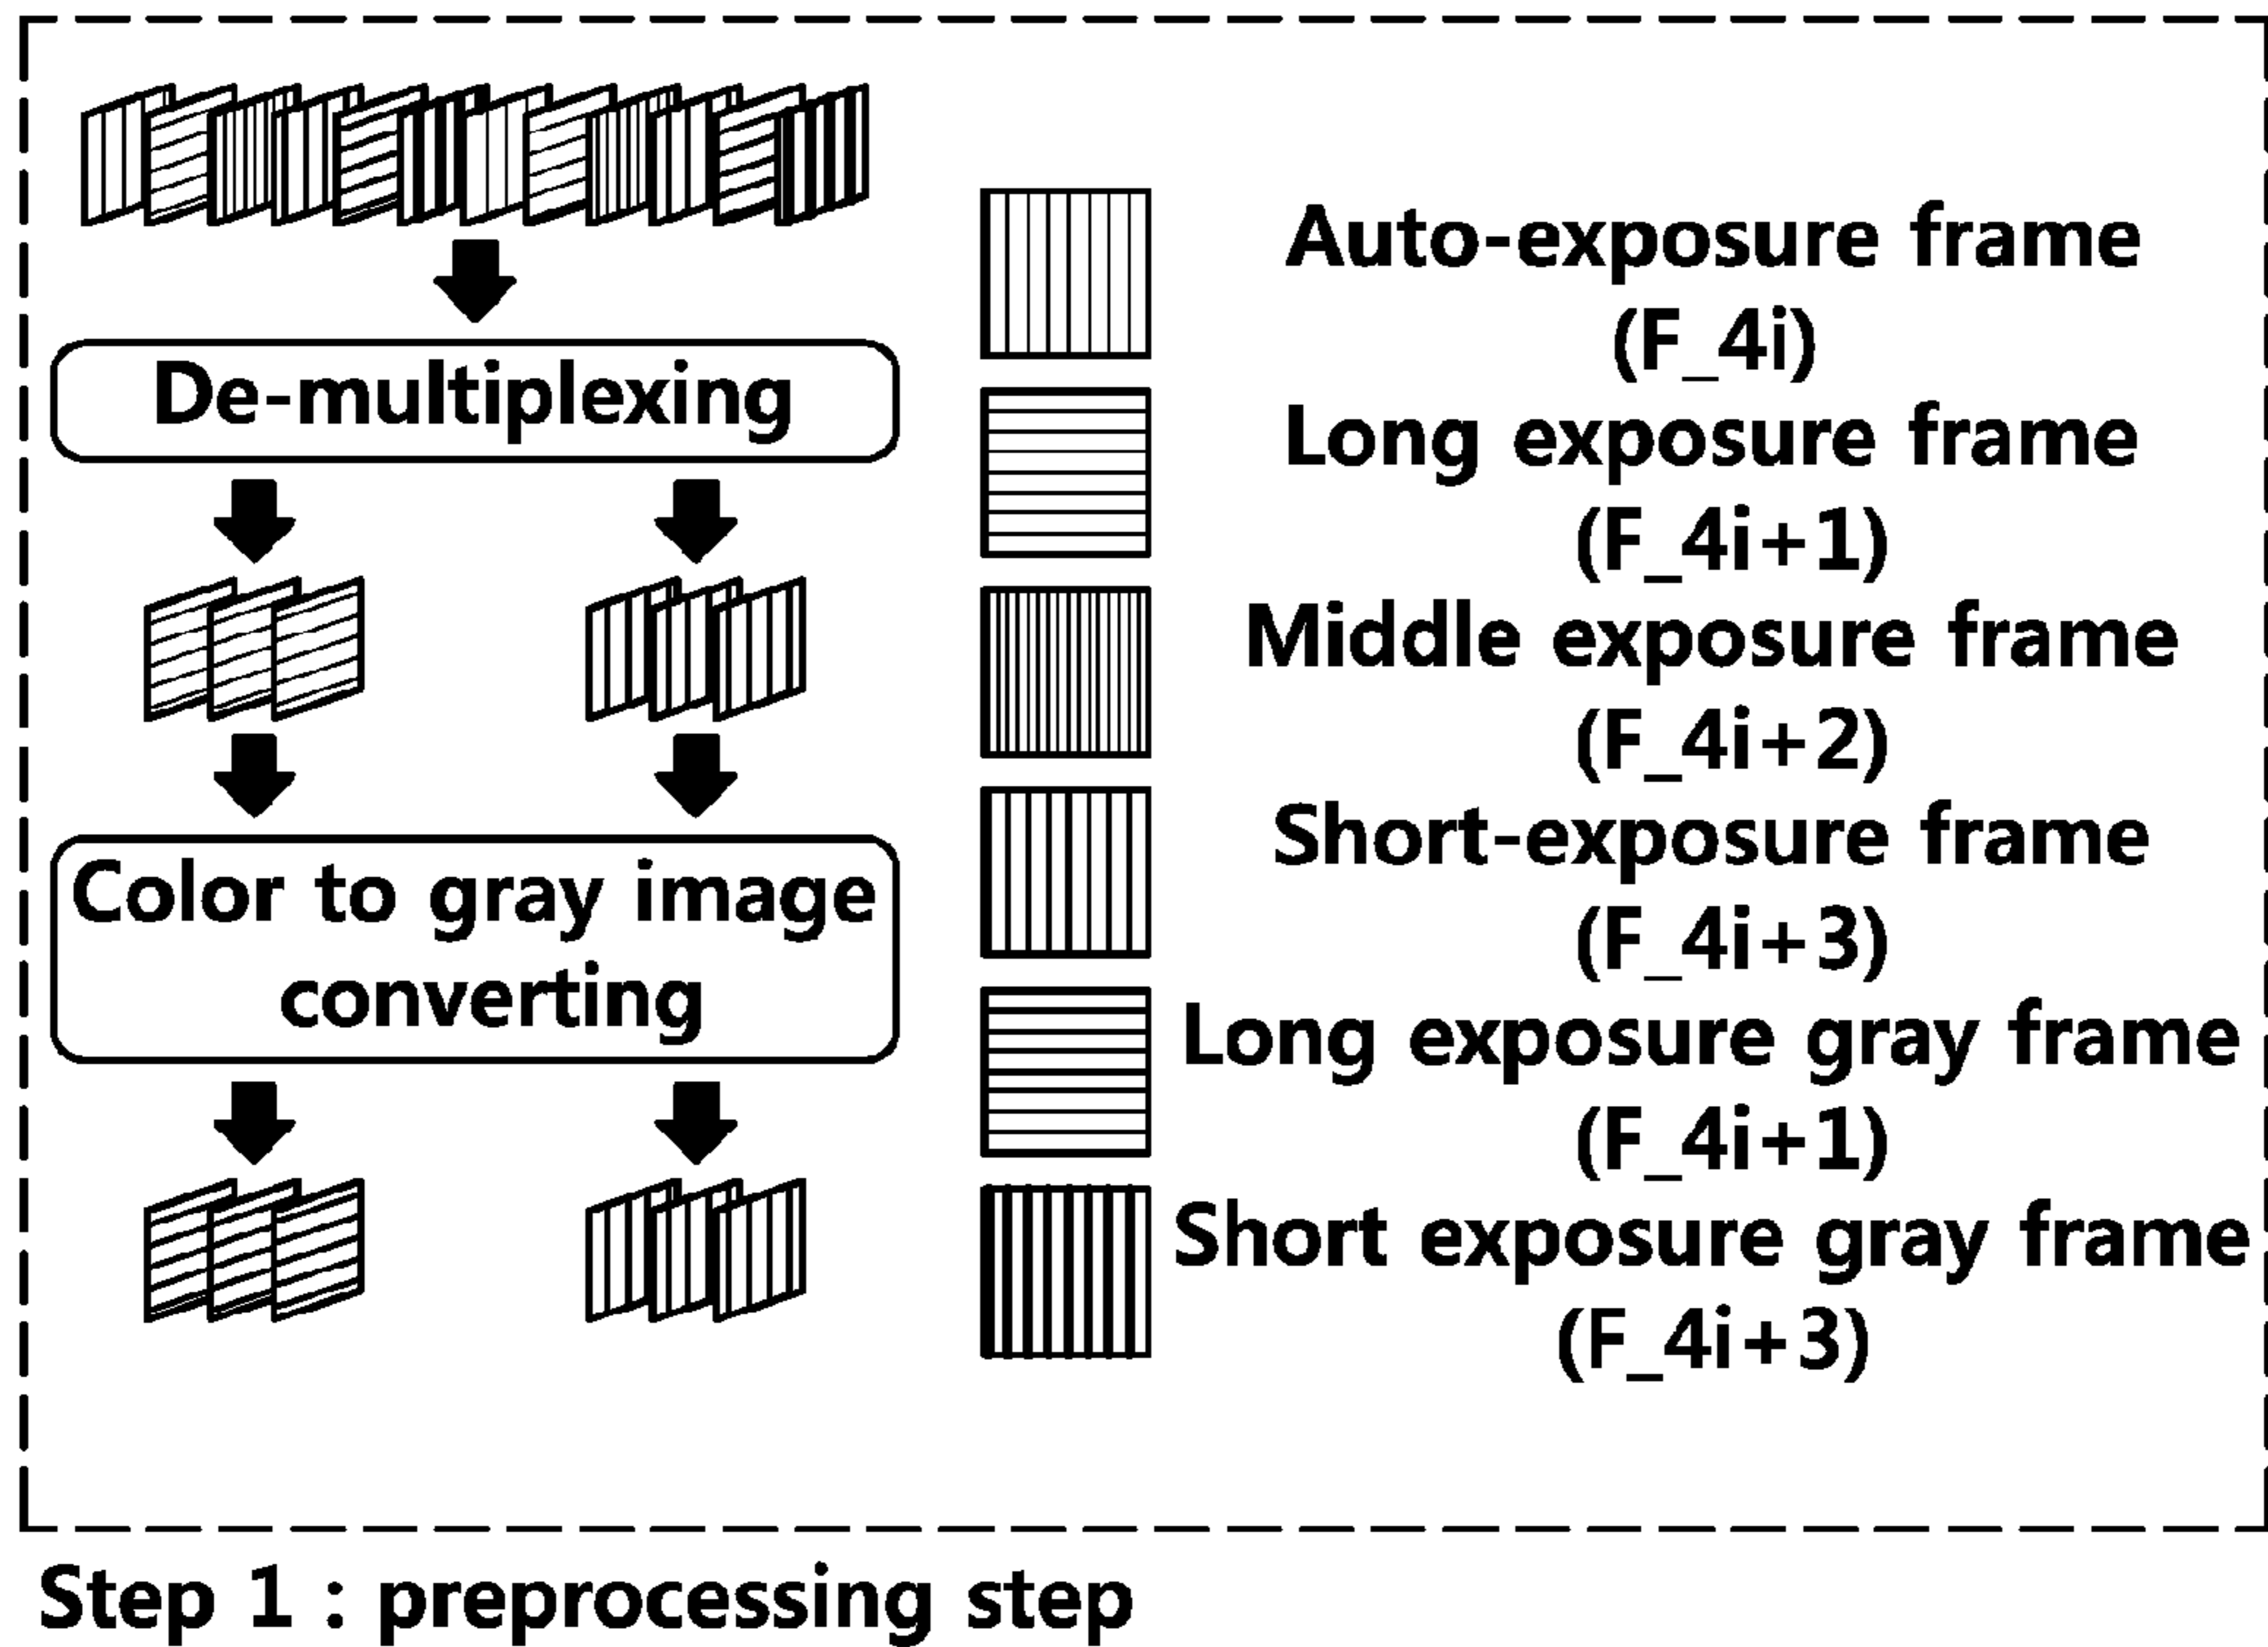 De-multiplexing
Color to gray image
converting
Auto-exposure frame
(F_4i)
Long exposure frame
(F_4i+1)
Middle exposure frame
(F_4i+2)
Short-exposure frame
(F_4i+3)
Long exposure gray frame
(F_4i+1)
Short exposure gray frame
(F_4i+3)
Step 1 : preprocessing step